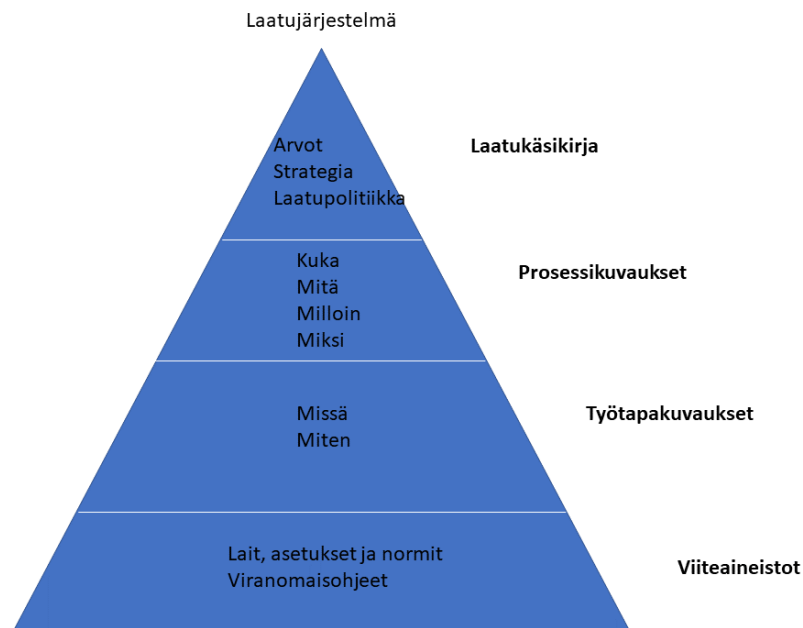 Laatujärjestelmä
Arvot
Strategia
Laatupolitiikka
Laatukäsikirja
Kuka
Mitä
Milloin
Miksi
Prosessikuvaukset
Missä
Miten
Työtapakuvaukset
Lait, asetukset ja normit
Viranomaisohjeet
Viiteaineistot